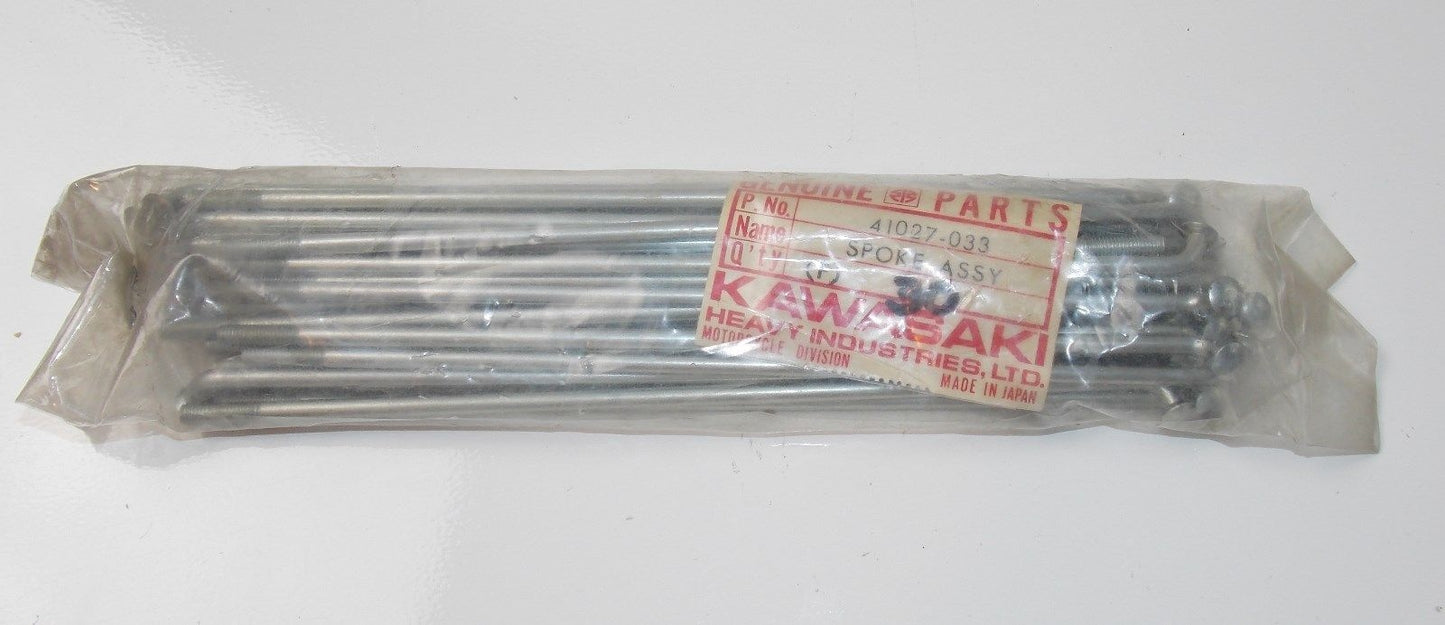 GENUINE PARTS
P. No. 41027-033
Name SPOKE ASSY
Q'ty (F) 30
KAWASAKI
HEAVY INDUSTRIES, LTD.
MOTORCYCLE DIVISION
MADE IN JAPAN